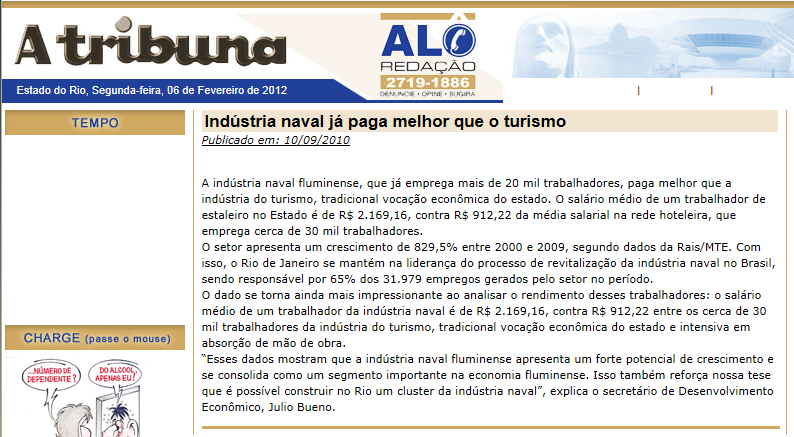 A tribuna
ALÔ
REDAÇÃO
2719-1886
DENUNCIE • OPINE • SUGIRA
Estado do Rio, Segunda-feira, 06 de Fevereiro de 2012
TEMPO
CHARGE (passe o mouse)
...NÚMERO DE
DEPENDENTE?
DO ÁLCOOL,
APENAS EU!
Indústria naval já paga melhor que o turismo
Publicado em: 10/09/2010
A indústria naval fluminense, que já emprega mais de 20 mil trabalhadores, paga melhor que a
indústria do turismo, tradicional vocação econômica do estado. O salário médio de um trabalhador de
estaleiro no Estado é de R$ 2.169,16, contra R$ 912,22 da média salarial na rede hoteleira, que
emprega cerca de 30 mil trabalhadores.
O setor apresenta um crescimento de 829,5% entre 2000 e 2009, segundo dados da Rais/MTE. Com
isso, o Rio de Janeiro se mantém na liderança do processo de revitalização da indústria naval no Brasil,
sendo responsável por 65% dos 31.979 empregos gerados pelo setor no período.
O dado se torna ainda mais impressionante ao analisar o rendimento desses trabalhadores: o salário
médio de um trabalhador da indústria naval é de R$ 2.169,16, contra R$ 912,22 entre os cerca de 30
mil trabalhadores da indústria do turismo, tradicional vocação econômica do estado e intensiva em
absorção de mão de obra.
“Esses dados mostram que a indústria naval fluminense apresenta um forte potencial de crescimento e
se consolida como um segmento importante na economia fluminense. Isso também reforça nossa tese
que é possível construir no Rio um cluster da indústria naval”, explica o secretário de Desenvolvimento
Econômico, Julio Bueno.